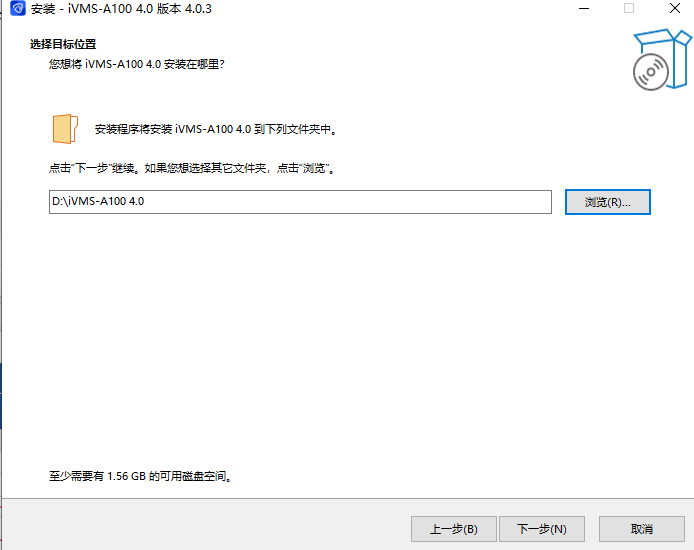 安装 - iVMS-A100 4.0 版本 4.0.3
选择目标位置
您想将 iVMS-A100 4.0 安装在哪里?
安装程序将安装 iVMS-A100 4.0 到下列文件夹中。
点击“下一步”继续。如果您想选择其它文件夹，点击“浏览”。
D:\iVMS-A100 4.0
浏览(R)...
至少需要有 1.56 GB 的可用磁盘空间。
上一步(B)
下一步(N)
取消